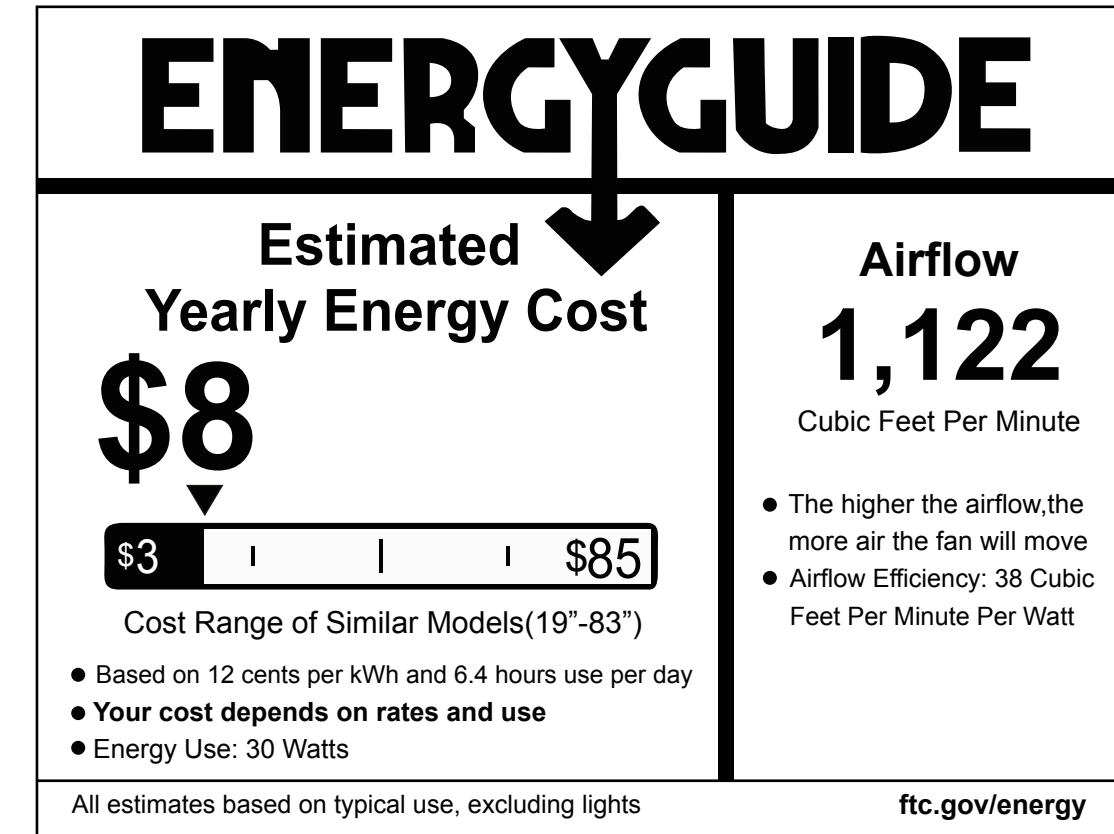 ENERGYGUIDE
Estimated
Yearly Energy Cost
$8
$3
$85
Cost Range of Similar Models(19”-83”)
● Based on 12 cents per kWh and 6.4 hours use per day
● Your cost depends on rates and use
● Energy Use: 30 Watts
Airflow
1,122
Cubic Feet Per Minute
● The higher the airflow,the
more air the fan will move
● Airflow Efficiency: 38 Cubic
Feet Per Minute Per Watt
All estimates based on typical use, excluding lights
ftc.gov/energy